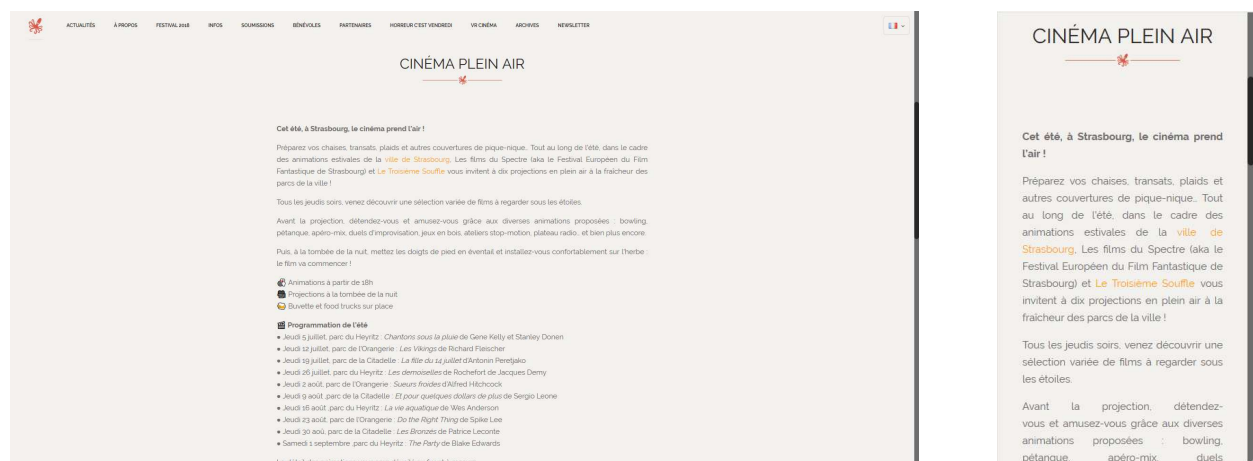 ACTUALITÉS À PROPOS FESTIVAL 2018 INFOS SOUMISSIONS BÉNÉVOLES PARTENAIRES HORREUR C'EST VENDREDI VR CINÉMA ARCHIVES NEWSLETTER
CINÉMA PLEIN AIR
Cet été, à Strasbourg, le cinéma prend l'air !
Préparez vos chaises, transats, plaids et autres couvertures de pique-nique… Tout au long de l'été, dans le cadre
des animations estivales de la ville de Strasbourg, Les films du Spectre (aka le Festival Européen du Film
Fantastique de Strasbourg) et Le Troisième Souffle vous invitent à dix projections en plein air à la fraîcheur des
parcs de la ville !
Tous les jeudis soirs, venez découvrir une sélection variée de films à regarder sous les étoiles.
Avant la projection, détendez-vous et amusez-vous grâce aux diverses animations proposées : bowling,
pétanque, apéro-mix, duels d'improvisation, jeux en bois, ateliers stop-motion, plateau radio… et bien plus encore.
Puis, à la tombée de la nuit, mettez les doigts de pied en éventail et installez-vous confortablement sur l'herbe :
le film va commencer !
Animations à partir de 18h
Projections à la tombée de la nuit
Buvette et food trucks sur place
Programmation de l'été
● Jeudi 5 juillet, parc du Heyritz : Chantons sous la pluie de Gene Kelly et Stanley Donen
● Jeudi 12 juillet, parc de l'Orangerie : Les Vikings de Richard Fleischer
● Jeudi 19 juillet, parc de la Citadelle : La fille du 14 juillet d'Antonin Peretjako
● Jeudi 26 juillet, parc du Heyritz : Les demoiselles de Rochefort de Jacques Demy
● Jeudi 2 août, parc de l'Orangerie : Sueurs froides d'Alfred Hitchcock
● Jeudi 9 août ,parc de la Citadelle : Et pour quelques dollars de plus de Sergio Leone
● Jeudi 16 août ,parc du Heyritz : La vie aquatique de Wes Anderson
● Jeudi 23 août, parc de l'Orangerie : Do the Right Thing de Spike Lee
● Jeudi 30 aoû, parc de la Citadelle : Les Bronzés de Patrice Leconte
● Samedi 1 septembre ,parc du Heyritz : The Party de Blake Edwards
CINÉMA PLEIN AIR
Cet été, à Strasbourg, le cinéma prend
l'air !
Préparez vos chaises, transats, plaids et
autres couvertures de pique-nique… Tout
au long de l'été, dans le cadre des
animations estivales de la ville de
Strasbourg, Les films du Spectre (aka le
Festival Européen du Film Fantastique de
Strasbourg) et Le Troisième Souffle vous
invitent à dix projections en plein air à la
fraîcheur des parcs de la ville !
Tous les jeudis soirs, venez découvrir une
sélection variée de films à regarder sous
les étoiles.
Avant la projection, détendez-
vous et amusez-vous grâce aux diverses
animations proposées : bowling,
pétanque, apéro-mix, duels